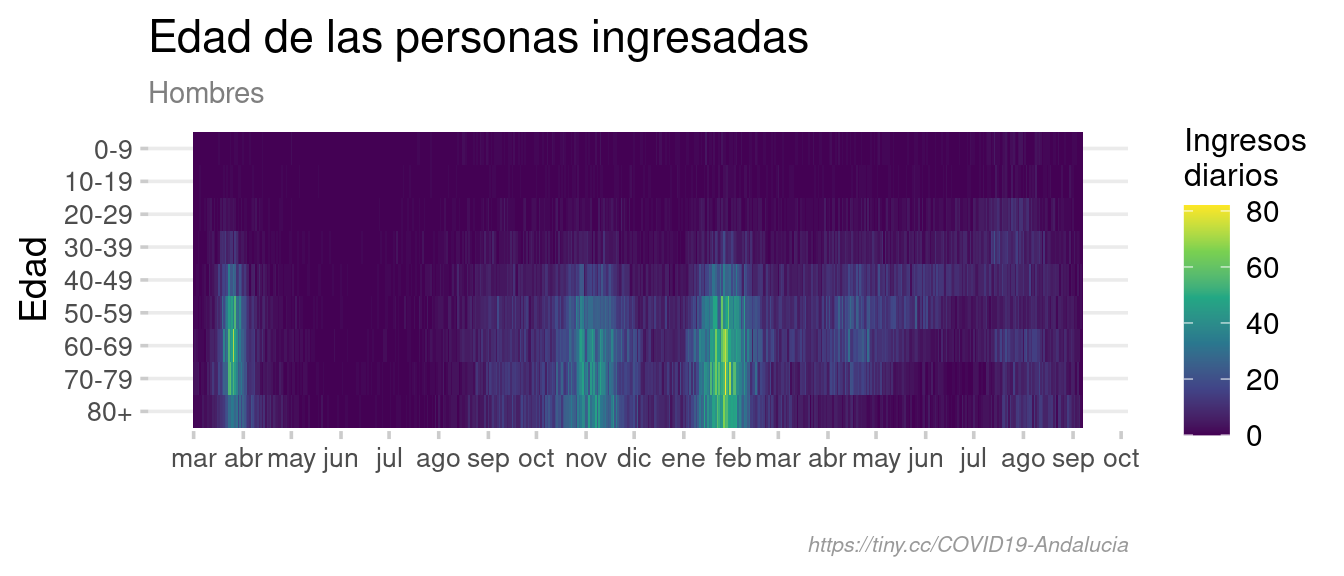 Edad de las personas ingresadas
Hombres
Edad
0-9
10-19
20-29
30-39
40-49
50-59
60-69
70-79
80+
mar abr may jun jul ago sep oct nov dic ene feb mar abr may jun jul ago sep oct
Ingresos
diarios
80
60
40
20
0
https://tiny.cc/COVID19-Andalucia